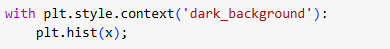 with plt.style.context('dark_background'):
    plt.hist(x);